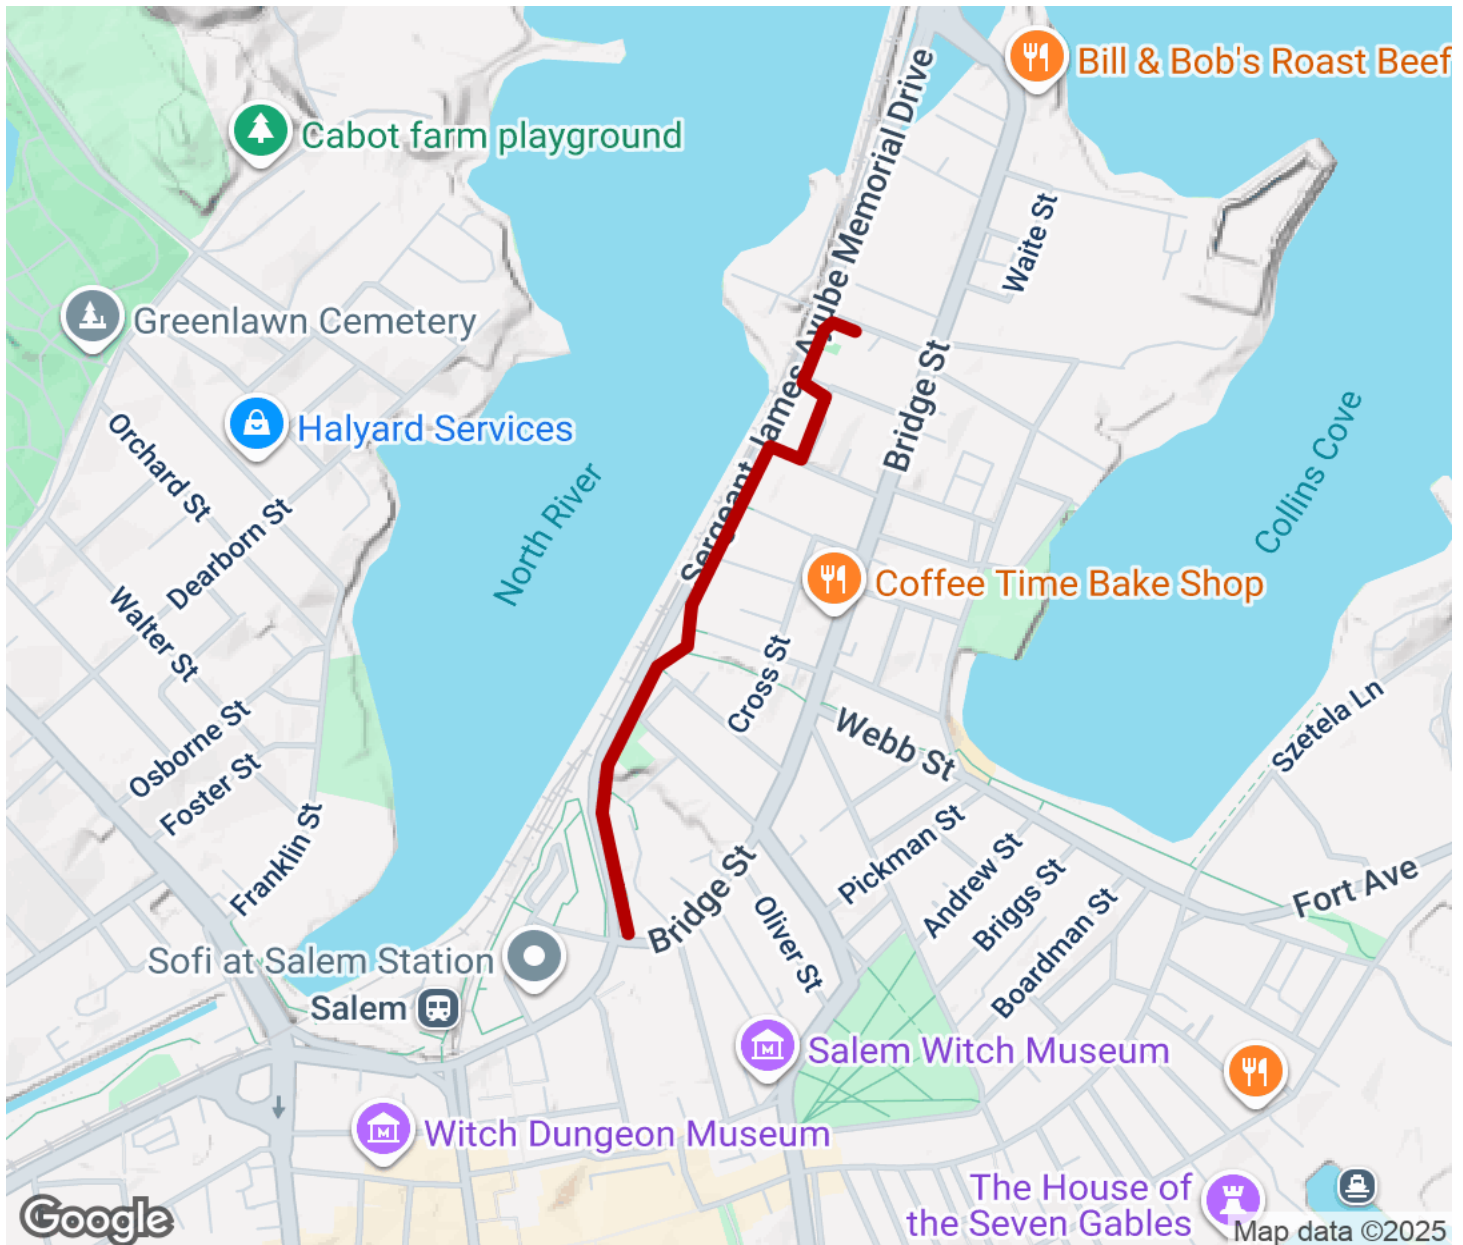 Bill & Bob's Roast Beef
Cabot farm playground
Sergeant James Ayube Memorial Drive
Waite St
Greenlawn Cemetery
Bridge St
Halyard Services
Orchard St
Collins Cove
North River
Dearborn St
Coffee Time Bake Shop
Walter St
Cross St
Osborne St
Webb St
Szetela Ln
Foster St
Franklin St
Pickman St
Andrew St
Briggs St
Boardman St
Fort Ave
Bridge St
Oliver St
Sofi at Salem Station
Salem
Salem Witch Museum
Witch Dungeon Museum
The House of
the Seven Gables
Google
Map data ©2025